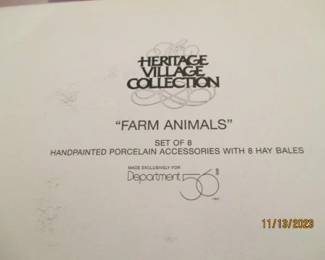 HERITAGE
VILLAGE
COLLECTION
"FARM ANIMALS"
SET OF 8
HANDPAINTED PORCELAIN ACCESSORIES WITH 8 HAY BALES
MADE EXCLUSIVELY FOR
Department 56
11/13/2023